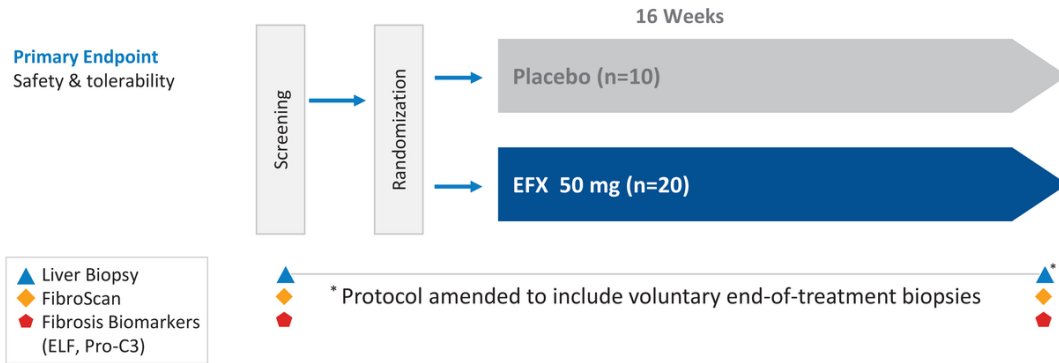 16 Weeks
Primary Endpoint
Safety & tolerability
Screening
Randomization
Placebo (n=10)
EFX 50 mg (n=20)
Liver Biopsy
FibroScan
Fibrosis Biomarkers
(ELF, Pro-C3)
*
* Protocol amended to include voluntary end-of-treatment biopsies